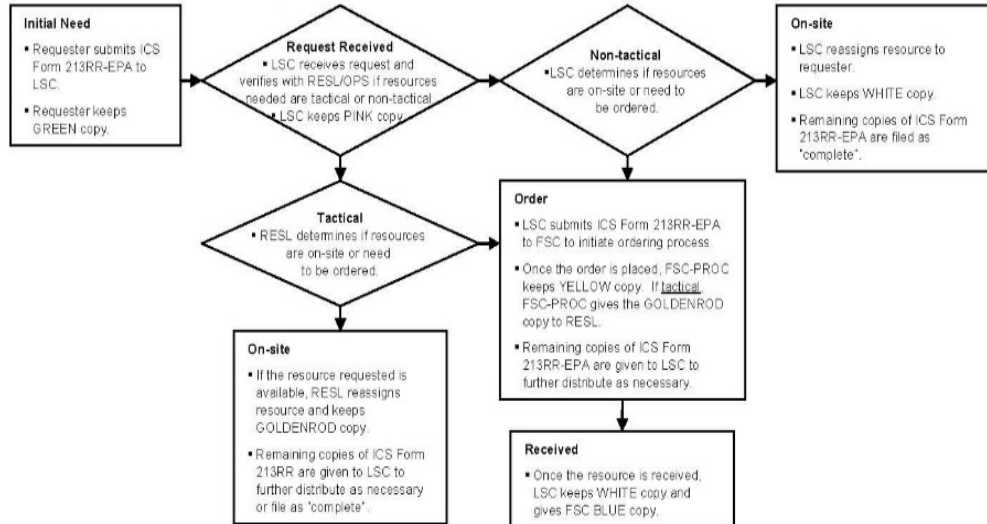 Initial Need
▪ Requester submits ICS
Form 213RR-EPA to
LSC.
▪ Requester keeps
GREEN copy.
Request Received
▪ LSC receives request and
verifies with RESL/OPS if resources
needed are tactical or non-tactical
▪ LSC keeps PINK copy.
Non-tactical
▪ LSC determines if resources
are on-site or need to
be ordered.
On-site
▪ LSC reassigns resource to
requester.
▪ LSC keeps WHITE copy.
▪ Remaining copies of ICS Form
213RR-EPA are filed as
"complete".
Tactical
▪ RESL determines if resources
are on-site or need
to be ordered.
Order
▪ LSC submits ICS Form 213RR-EPA
to FSC to initiate ordering process.
▪ Once the order is placed, FSC-PROC
keeps YELLOW copy. If tactical,
FSC-PROC gives the GOLDENROD
copy to RESL.
▪ Remaining copies of ICS Form
213RR-EPA are given to LSC to
further distribute as necessary.
On-site
▪ If the resource requested is
available, RESL reassigns
resource and keeps
GOLDENROD copy.
▪ Remaining copies of ICS Form
213RR are given to LSC to
further distribute as necessary
or file as "complete".
Received
▪ Once the resource is received,
LSC keeps WHITE copy and
gives FSC BLUE copy.